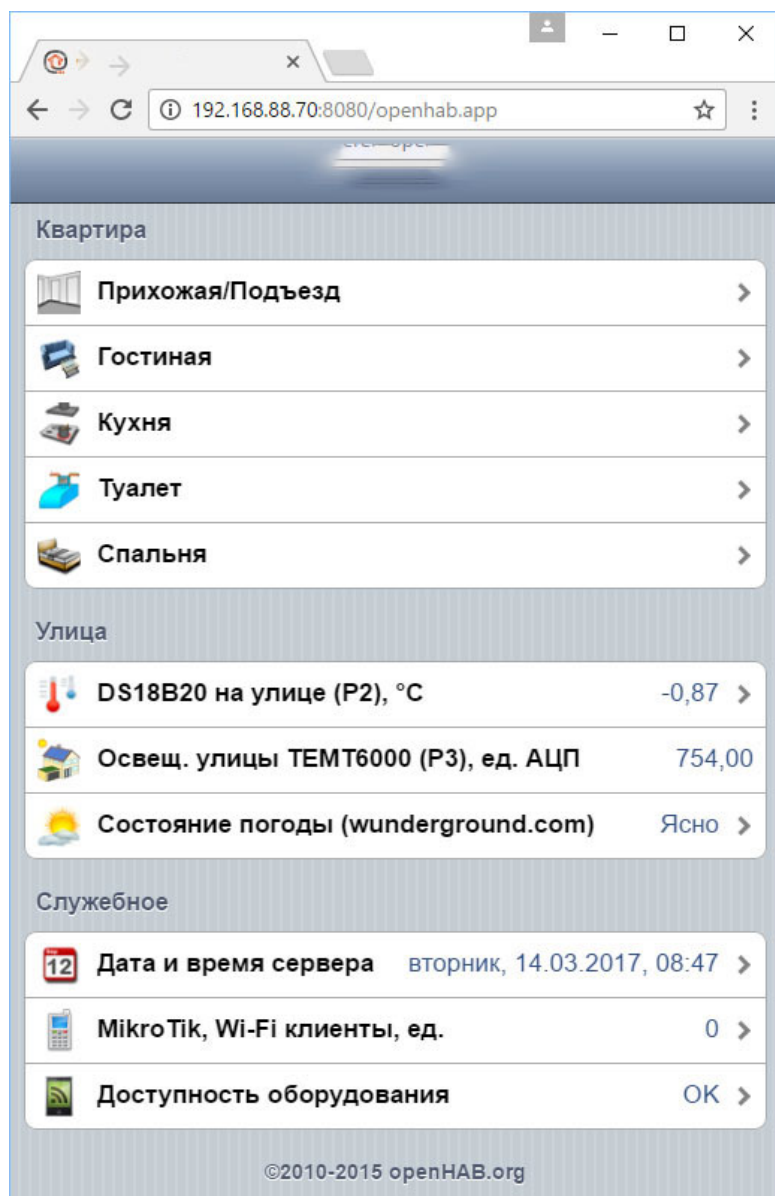 192.168.88.70:8080/openhab.app
Квартира
Прихожая/Подъезд
Гостиная
Кухня
Туалет
Спальня
Улица
DS18B20 на улице (P2), °C -0,87
Освещ. улицы TEMT6000 (P3), ед. АЦП 754,00
Состояние погоды (wunderground.com) Ясно
Служебное
12 Дата и время сервера вторник, 14.03.2017, 08:47
MikroTik, Wi-Fi клиенты, ед. 0
Доступность оборудования OK
©2010-2015 openHAB.org